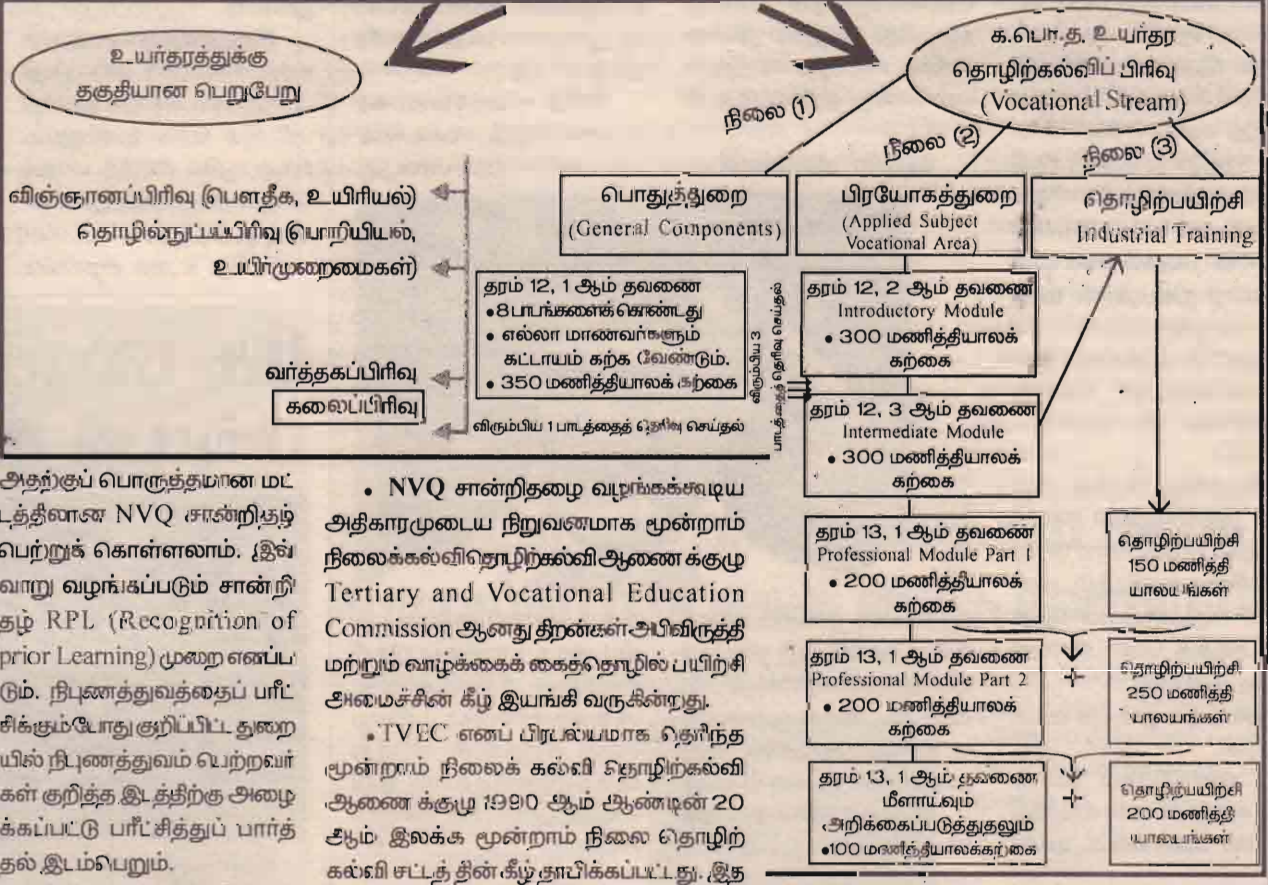 உயர்தரத்துக்கு
தகுதியான பெறுபேறு
க.பொ.த. உயர்தர
தொழிற்கல்விப் பிரிவு
(Vocational Stream)
நிலை (1)
நிலை (2)
நிலை (3)
விஞ்ஞானப்பிரிவு (பௌதீக, உயிரியல்)
தொழில்நுட்பப்பிரிவு (பொறியியல்,
உயிர்முறைமைகள்)
வர்த்தகப்பிரிவு
கலைப்பிரிவு
பொதுத்துறை
(General Components)
பிரயோகத்துறை
(Applied Subject
Vocational Area)
தொழிற்பயிற்சி
Industrial Training
தரம் 12, 1 ஆம் தவணை
• 8 பாடங்களைக் கொண்டது
• எல்லா மாணவர்களும்
கட்டாயம் கற்க வேண்டும்.
• 350 மணித்தியாலக் கற்கை
விரும்பிய 1 பாடத்தைத் தெரிவு செய்தல்
விரும்பிய 3
பாடத்தைத் தெரிவு செய்தல்
தரம் 12, 2 ஆம் தவணை
Introductory Module
• 300 மணித்தியாலக்
கற்கை
தரம் 12, 3 ஆம் தவணை
Intermediate Module
• 300 மணித்தியாலக்
கற்கை
தரம் 13, 1 ஆம் தவணை
Professional Module Part 1
• 200 மணித்தியாலக்
கற்கை
தரம் 13, 1 ஆம் தவணை
Professional Module Part 2
• 200 மணித்தியாலக்
கற்கை
தரம் 13, 1 ஆம் தவணை
மீளாய்வும்
அறிக்கைப்படுத்துதலும்
• 100 மணித்தியாலக்கற்கை
தொழிற்பயிற்சி
150 மணித்தி
யாலயங்கள்
+
தொழிற்பயிற்சி
250 மணித்தி
யாலயங்கள்
+
தொழிற்பயிற்சி
200 மணித்தி
யாலயங்கள்
அதற்குப் பொருத்தமான மட்
டத்திலான NVQ சான்றிதழ்
பெற்றுக் கொள்ளலாம். இவ்
வாறு வழங்கப்படும் சான்றி
தழ் RPL (Recognition of
prior Learning) முறை எனப்ப
டும். நிபுணத்துவத்தைப் பரீட்
சிக்கும்போது குறிப்பிட்ட துறை
யில் நிபுணத்துவம் பெற்றவர்
கள் குறித்த இடத்திற்கு அழை
க்கப்பட்டு பரீட்சித்துப் பார்த்
தல் இடம்பெறும்.
• NVQ சான்றிதழை வழங்கக்கூடிய
அதிகாரமுடைய நிறுவனமாக மூன்றாம்
நிலைக்கல்வி தொழிற்கல்வி ஆணை க்குழு
Tertiary and Vocational Education
Commission ஆனது திறன்கள் அபிவிருத்தி
மற்றும் வாழ்க்கைக் கைத்தொழில் பயிற்சி
அமைச்சின் கீழ் இயங்கி வருகின்றது.
• TVEC எனப் பிரபல்யமாக தெரிந்த
மூன்றாம் நிலைக் கல்வி தொழிற்கல்வி
ஆணை க்குழு 1990 ஆம் ஆண்டின் 20
ஆம் இலக்க மூன்றாம் நிலை தொழிற்
கல்வி சட்டத் தின் கீழ் தாபிக்கப்பட்டது. இத